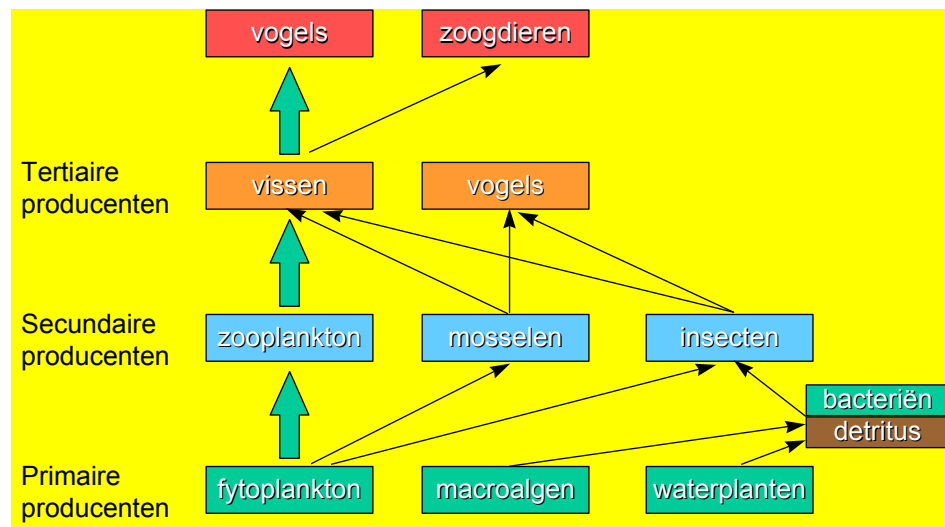 vogels zoogdieren
Tertiaire
producenten
vissen vogels
Secundaire
producenten
zooplankton mosselen insecten
bacteriën
detritus
Primaire
producenten
fytoplankton macroalgen waterplanten